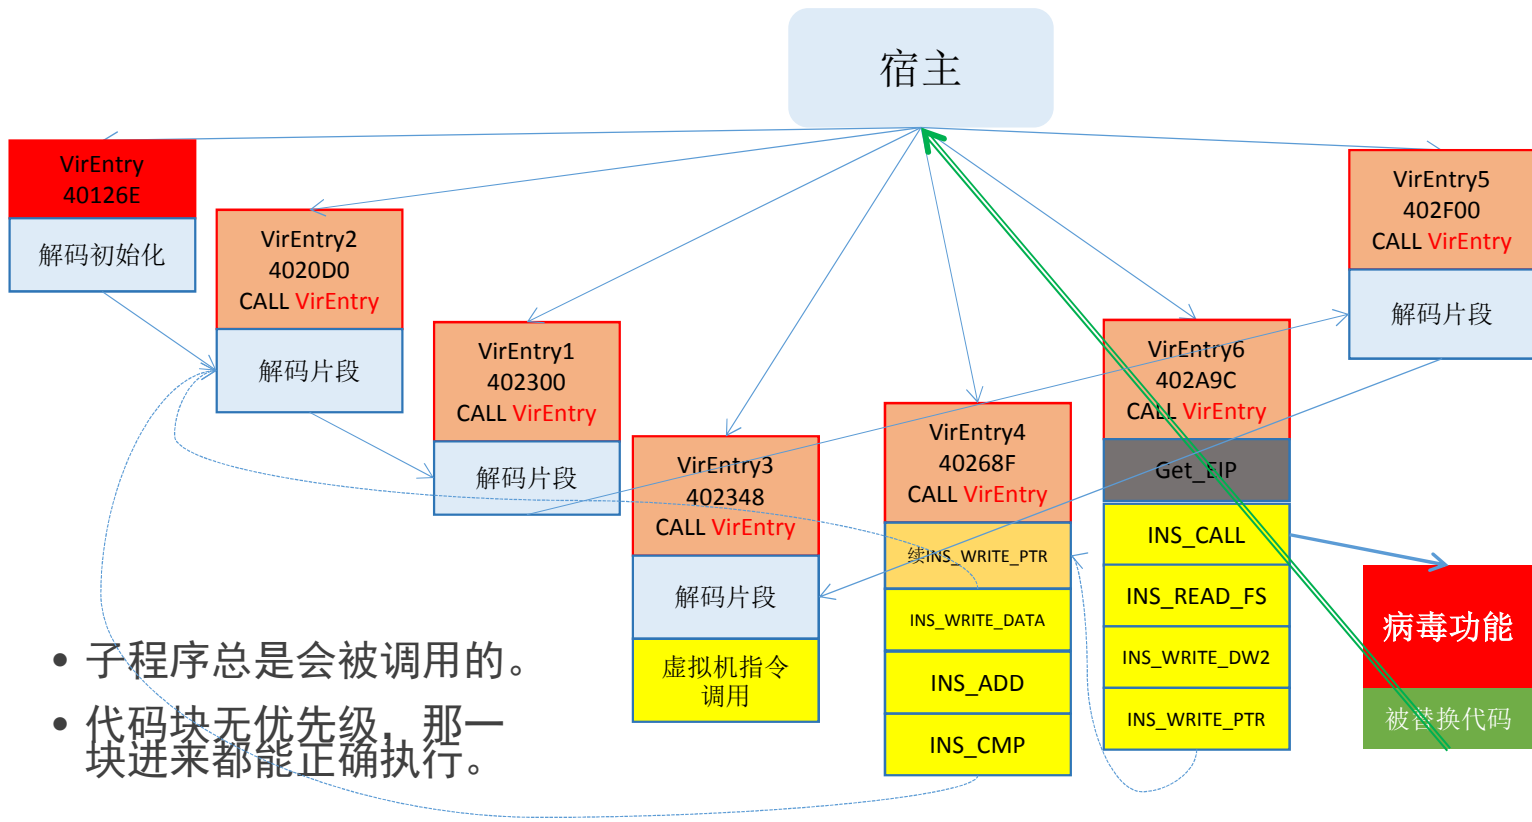 宿主
VirEntry
40126E
解码初始化
VirEntry2
4020D0
CALL VirEntry
解码片段
VirEntry1
402300
CALL VirEntry
解码片段
VirEntry3
402348
CALL VirEntry
解码片段
虚拟机指令
调用
VirEntry4
40268F
CALL VirEntry
续INS_WRITE_PTR
INS_WRITE_DATA
INS_ADD
INS_CMP
VirEntry6
402A9C
CALL VirEntry
Get_EIP
INS_CALL
INS_READ_FS
INS_WRITE_DW2
INS_WRITE_PTR
VirEntry5
402F00
CALL VirEntry
解码片段
病毒功能
被替换代码
• 子程序总是会被调用的。
• 代码块无优先级，那一
块进来都能正确执行。